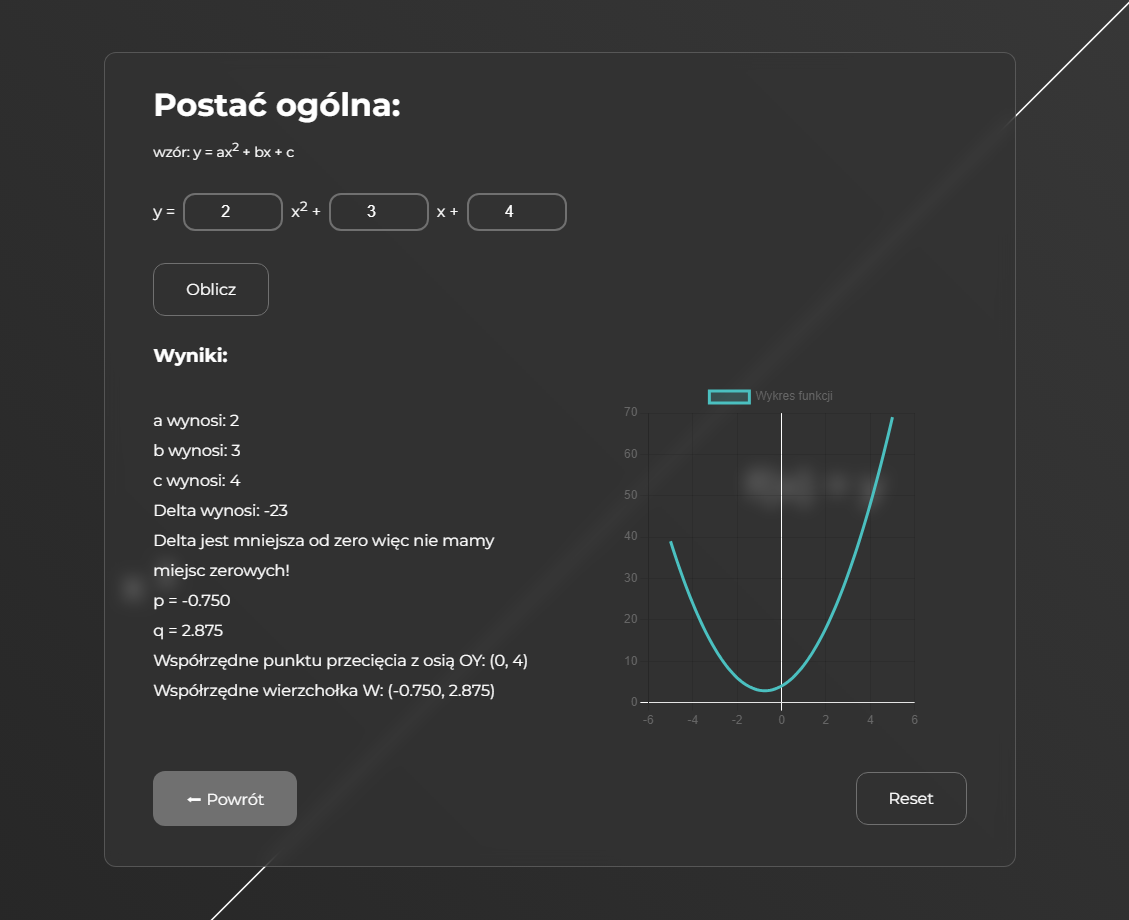 Postać ogólna:
wzór: y = ax² + bx + c
y = 2 x² + 3 x + 4
Oblicz
Wyniki:
a wynosi: 2
b wynosi: 3
c wynosi: 4
Delta wynosi: -23
Delta jest mniejsza od zero więc nie mamy
miejsc zerowych!
p = -0.750
q = 2.875
Współrzędne punktu przecięcia z osią OY: (0, 4)
Współrzędne wierzchołka W: (-0.750, 2.875)
Wykres funkcji
70
60
50
40
30
20
10
0
-6 -4 -2 0 2 4 6
← Powrót
Reset